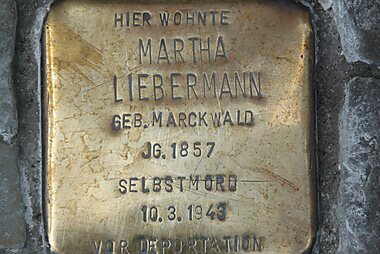 HIER WOHNTE
MARTHA
LIEBERMANN
GEB. MARCKWALD
JG. 1857
SELBSTMORD
10.3.1943
VOR DEPORTATION